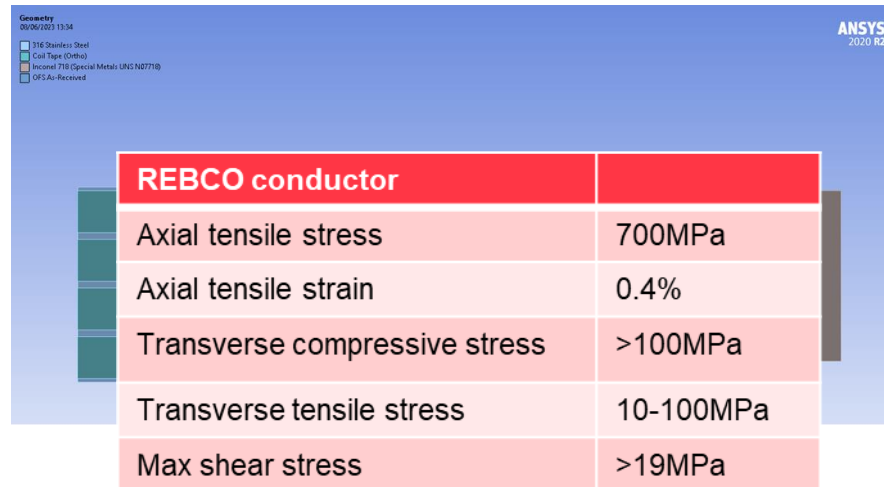 Geometry
08/06/2023 13:34
316 Stainless Steel
Coil Tape (Ortho)
Inconel 718 (Special Metals UNS N07718)
OFS As-Received
ANSYS
2020 R2
REBCO conductor
Axial tensile stress 700MPa
Axial tensile strain 0.4%
Transverse compressive stress >100MPa
Transverse tensile stress 10-100MPa
Max shear stress >19MPa